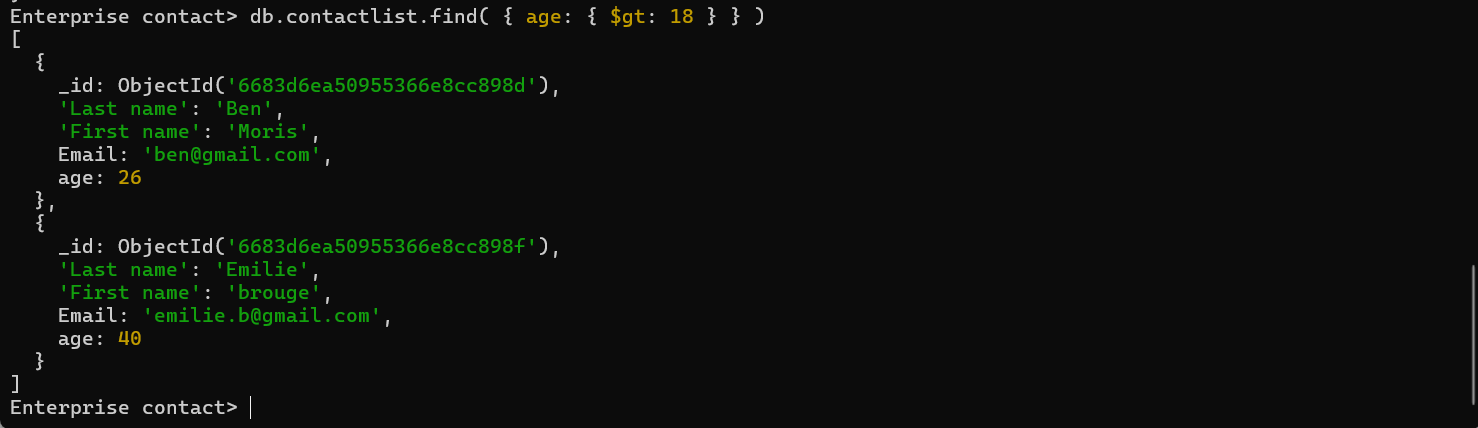 Enterprise contact> db.contactlist.find( { age: { $gt: 18 } } )
[
  {
    _id: ObjectId('6683d6ea50955366e8cc898d'),
    'Last name': 'Ben',
    'First name': 'Moris',
    Email: 'ben@gmail.com',
    age: 26
  },
  {
    _id: ObjectId('6683d6ea50955366e8cc898f'),
    'Last name': 'Emilie',
    'First name': 'brouge',
    Email: 'emilie.b@gmail.com',
    age: 40
  }
]
Enterprise contact>